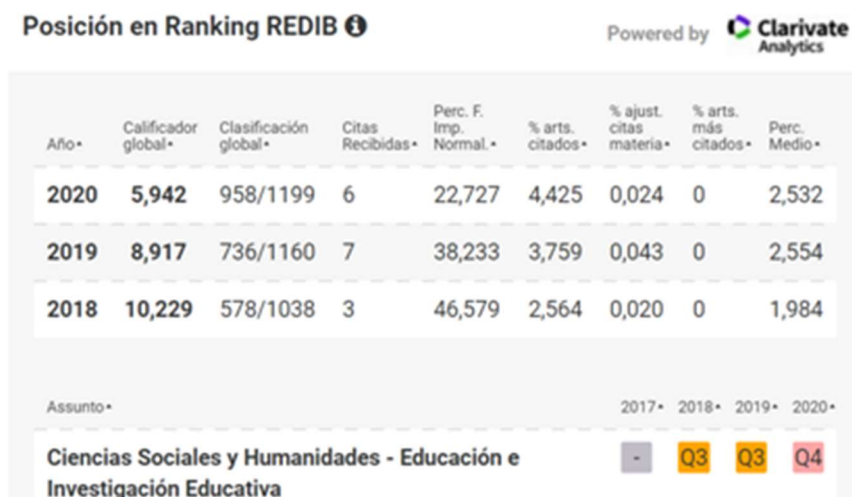 Posición en Ranking REDIB
Powered by Clarivate Analytics
Año Calificador global Clasificación global Citas Recibidas Perc. F. Imp. Normal. % arts. citados % ajust. citas materia % arts. más citados Perc. Medio
2020 5,942 958/1199 6 22,727 4,425 0,024 0 2,532
2019 8,917 736/1160 7 38,233 3,759 0,043 0 2,554
2018 10,229 578/1038 3 46,579 2,564 0,020 0 1,984
Assunto 2017 2018 2019 2020
Ciencias Sociales y Humanidades - Educación e - Q3 Q3 Q4
Investigación Educativa